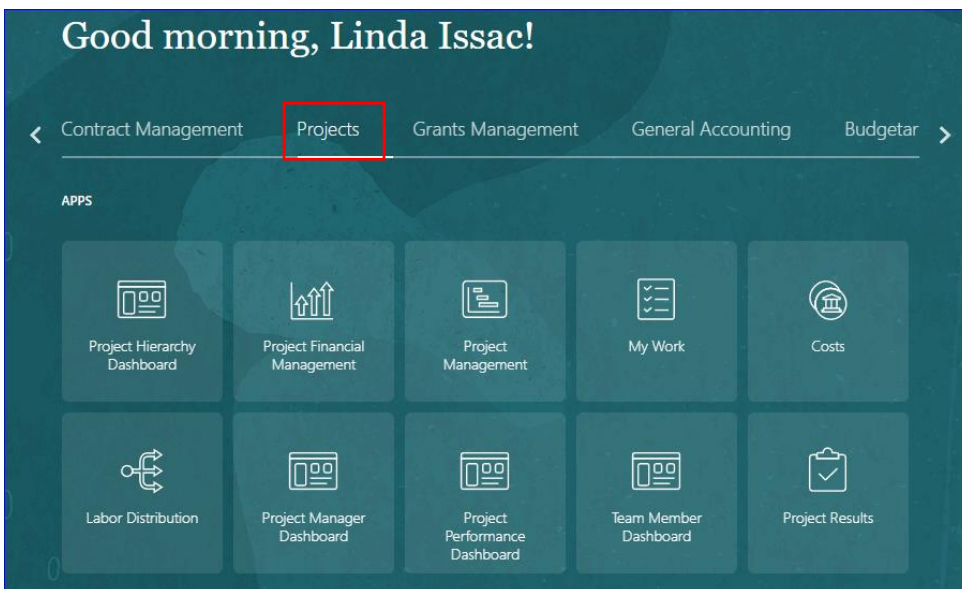 Good morning, Linda Issac!
Contract Management Projects Grants Management General Accounting Budgetar
APPS
Project Hierarchy Dashboard
Project Financial Management
Project Management
My Work
Costs
Labor Distribution
Project Manager Dashboard
Project Performance Dashboard
Team Member Dashboard
Project Results